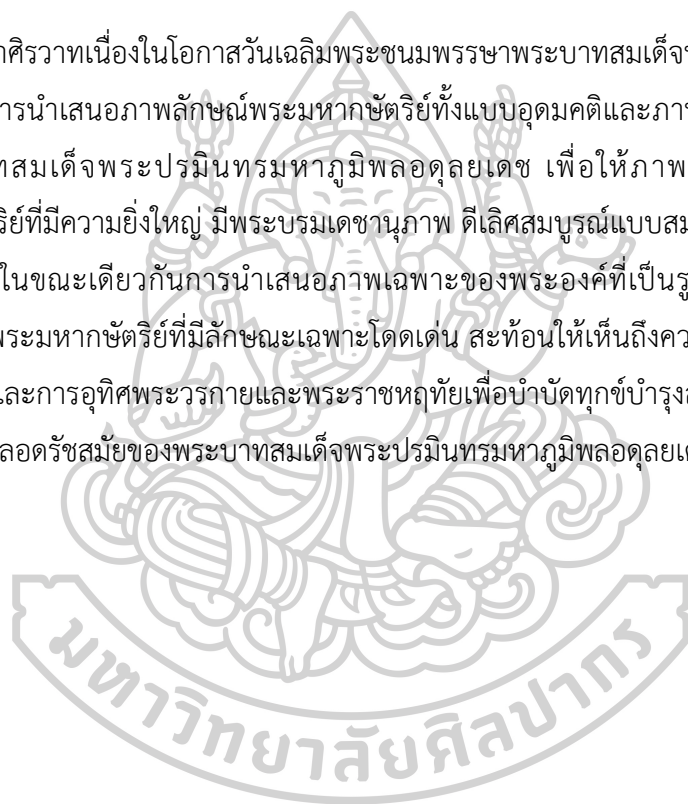 าศิรวาทเนื่องในโอกาสวันเฉลิมพระชนมพรรษาพระบาทสมเด็จพ
ารนำเสนอภาพลักษณ์พระมหากษัตริย์ทั้งแบบอุดมคติและภา
ทสมเด็จพระปรมินทรมหาภูมิพลอดุลยเดช เพื่อให้ภาพ
ริย์ที่มีความยิ่งใหญ่ มีพระบรมเดชานุภาพ ดีเลิศสมบูรณ์แบบสม
ในขณะเดียวกันการนำเสนอภาพเฉพาะของพระองค์ที่เป็นรู
พระมหากษัตริย์ที่มีลักษณะเฉพาะโดดเด่น สะท้อนให้เห็นถึงคว
และการอุทิศพระวรกายและพระราชหฤทัยเพื่อบำบัดทุกข์บำรุง
ลอดรัชสมัยของพระบาทสมเด็จพระปรมินทรมหาภูมิพลอดุลยเ
มหาวิทยาลัยศิลปากร